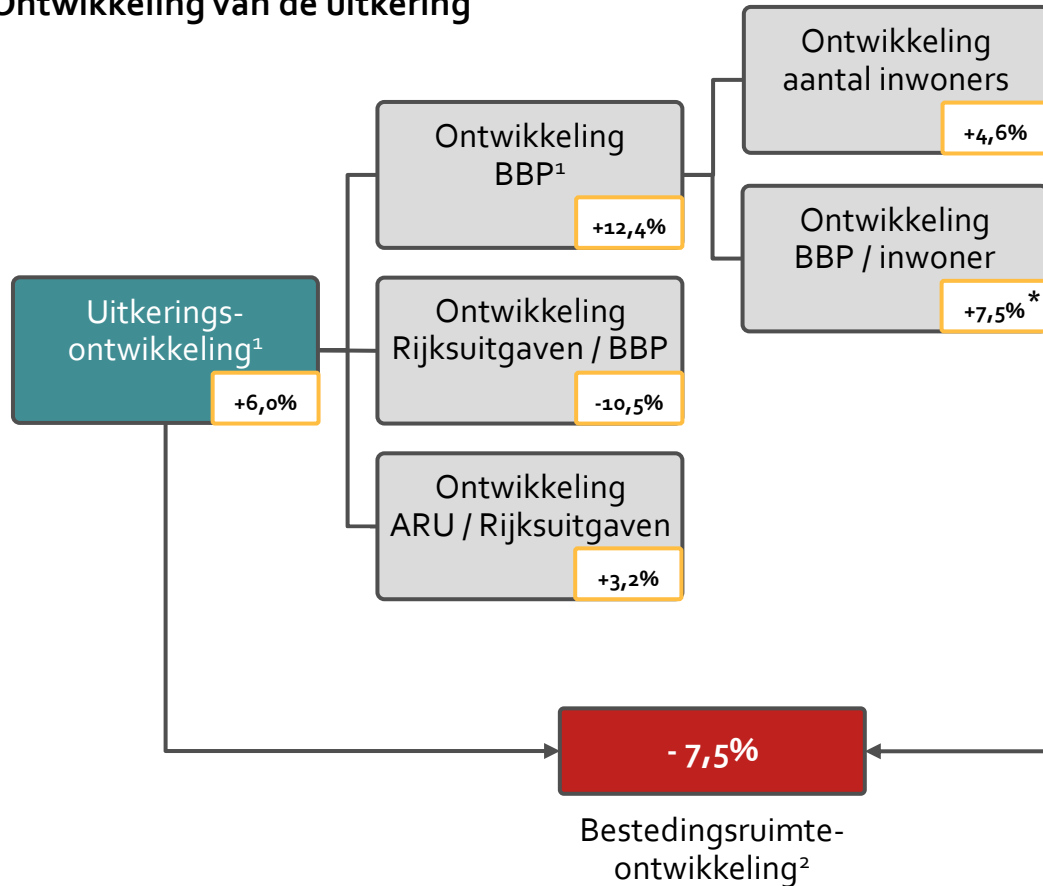 Ontwikkeling van de uitkering
Ontwikkeling
aantal inwoners
+4,6%
Ontwikkeling
BBP¹
+12,4%
Ontwikkeling
BBP / inwoner
+7,5%*
Uitkerings-
ontwikkeling¹
+6,0%
Ontwikkeling
Rijksuitgaven / BBP
-10,5%
Ontwikkeling
ARU / Rijksuitgaven
+3,2%
- 7,5%
Bestedingsruimte-
ontwikkeling²